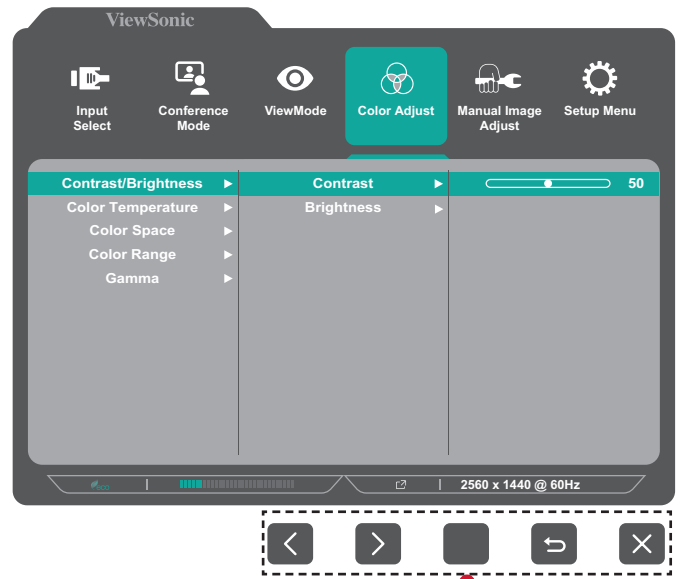 ViewSonic
Input
Select
Conference
Mode
ViewMode
Color Adjust
Manual Image
Adjust
Setup Menu
Contrast/Brightness
Contrast
50
Color Temperature
Brightness
Color Space
Color Range
Gamma
eco
2560 x 1440 @ 60Hz